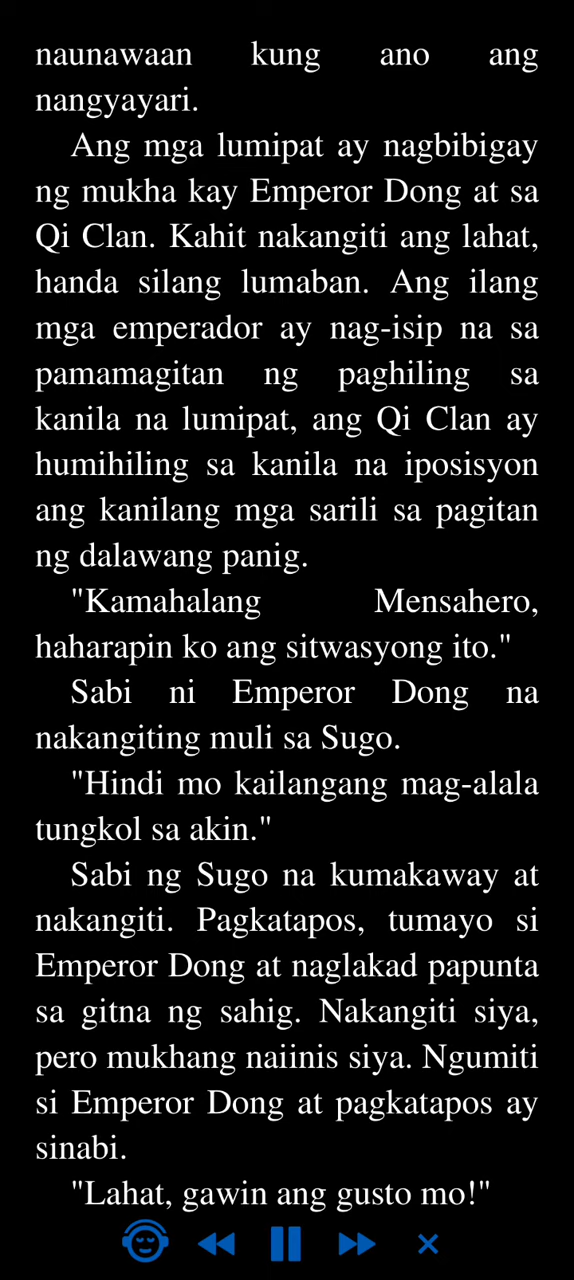 naunawaan kung ano ang
nangyayari.
Ang mga lumipat ay nagbibigay
ng mukha kay Emperor Dong at sa
Qi Clan. Kahit nakangiti ang lahat,
handa silang lumaban. Ang ilang
mga emperador ay nag-isip na sa
pamamagitan ng paghiling sa
kanila na lumipat, ang Qi Clan ay
humihiling sa kanila na iposisyon
ang kanilang mga sarili sa pagitan
ng dalawang panig.
"Kamahalang Mensahero,
haharapin ko ang sitwasyong ito."
Sabi ni Emperor Dong na
nakangiting muli sa Sugo.
"Hindi mo kailangang mag-alala
tungkol sa akin."
Sabi ng Sugo na kumakaway at
nakangiti. Pagkatapos, tumayo si
Emperor Dong at naglakad papunta
sa gitna ng sahig. Nakangiti siya,
pero mukhang naiinis siya. Ngumiti
si Emperor Dong at pagkatapos ay
sinabi.
"Lahat, gawin ang gusto mo!"